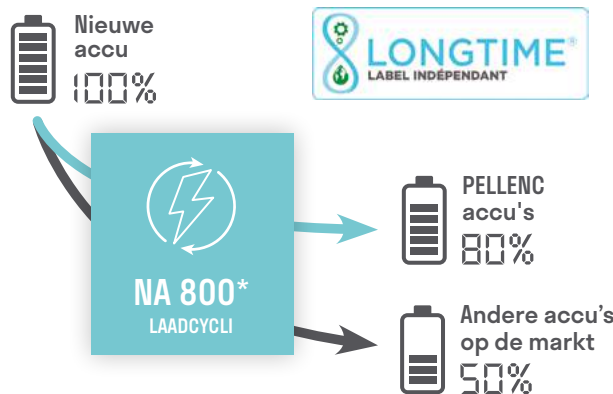 Nieuwe
accu
100%
LONGTIME®
LABEL INDÉPENDANT
NA 800*
LAADCYCLI
PELLENC
accu's
80%
Andere accu's
op de markt
50%